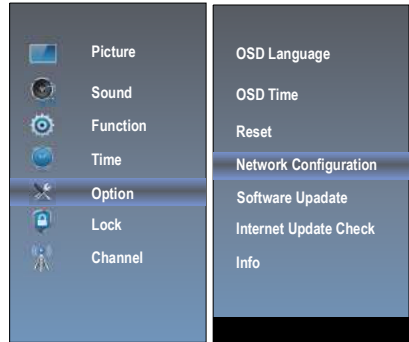 Picture
Sound
Function
Time
Option
Lock
Channel
OSD Language
OSD Time
Reset
Network Configuration
Software Upadate
Internet Update Check
Info